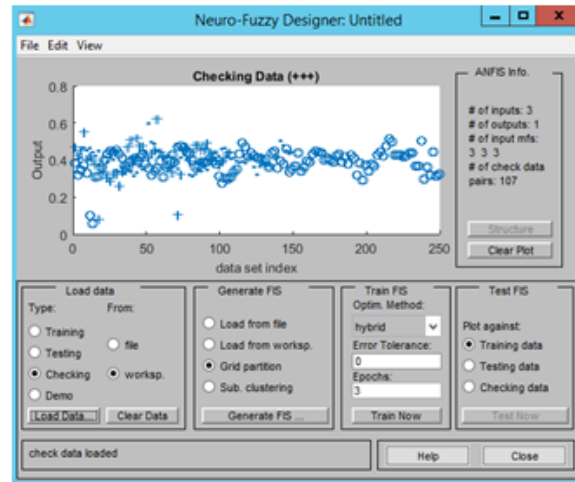 Neuro-Fuzzy Designer: Untitled
File Edit View
Checking Data (+++)
0.8
0.6
0.4
0.2
0
Output
0 50 100 150 200 250
data set index
ANFIS Info.
# of inputs: 3
# of outputs: 1
# of input mfs:
3 3 3
# of check data
pairs: 107
Structure
Clear Plot
Load data
Type: From:
Training
Testing
Checking
Demo
file
worksp.
Load Data... Clear Data
Generate FIS
Load from file
Load from worksp.
Grid partition
Sub. clustering
Generate FIS ...
Train FIS
Optim. Method:
hybrid
Error Tolerance:
0
Epochs:
3
Train Now
Test FIS
Plot against:
Training data
Testing data
Checking data
Test Now
check data loaded
Help Close